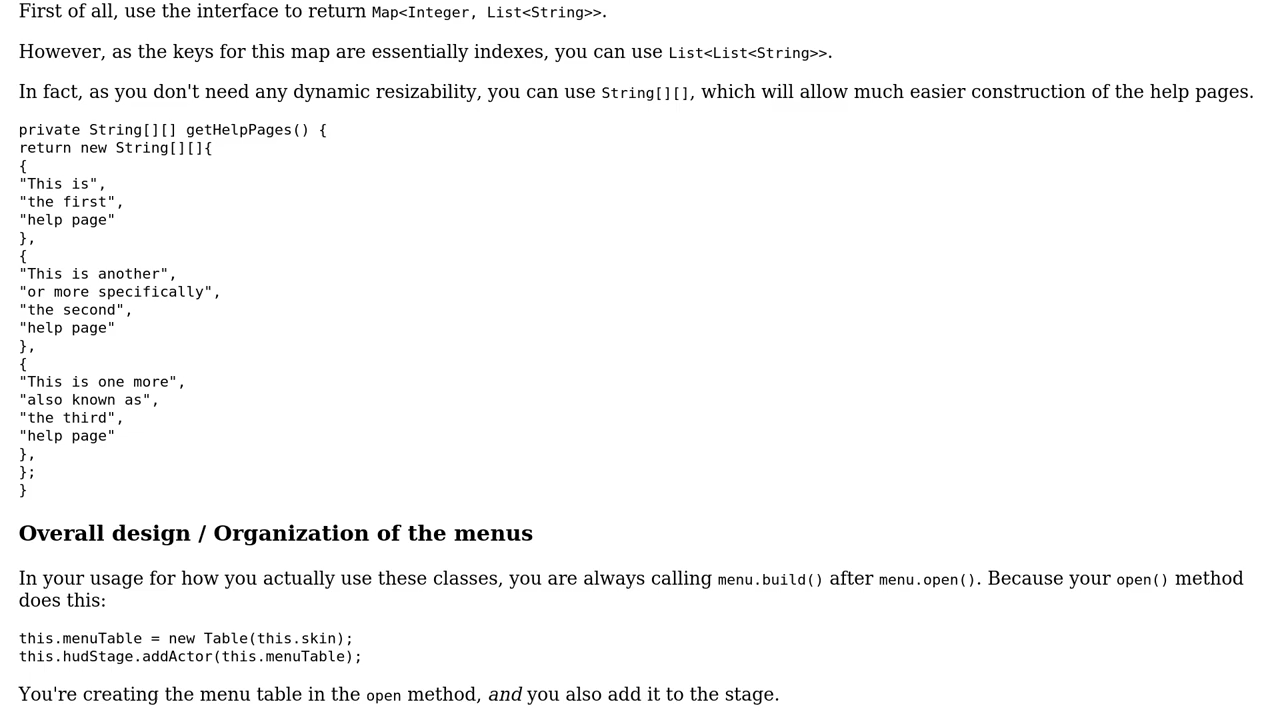 First of all, use the interface to return Map<Integer, List<String>>.
However, as the keys for this map are essentially indexes, you can use List<List<String>>.
In fact, as you don't need any dynamic resizability, you can use String[][], which will allow much easier construction of the help pages.
private String[][] getHelpPages() {
return new String[][]{
{
"This is",
"the first",
"help page"
},
{
"This is another",
"or more specifically",
"the second",
"help page"
},
{
"This is one more",
"also known as",
"the third",
"help page"
},
};
}
Overall design / Organization of the menus
In your usage for how you actually use these classes, you are always calling menu.build() after menu.open(). Because your open() method
does this:
this.menuTable = new Table(this.skin);
this.hudStage.addActor(this.menuTable);
You're creating the menu table in the open method, and you also add it to the stage.